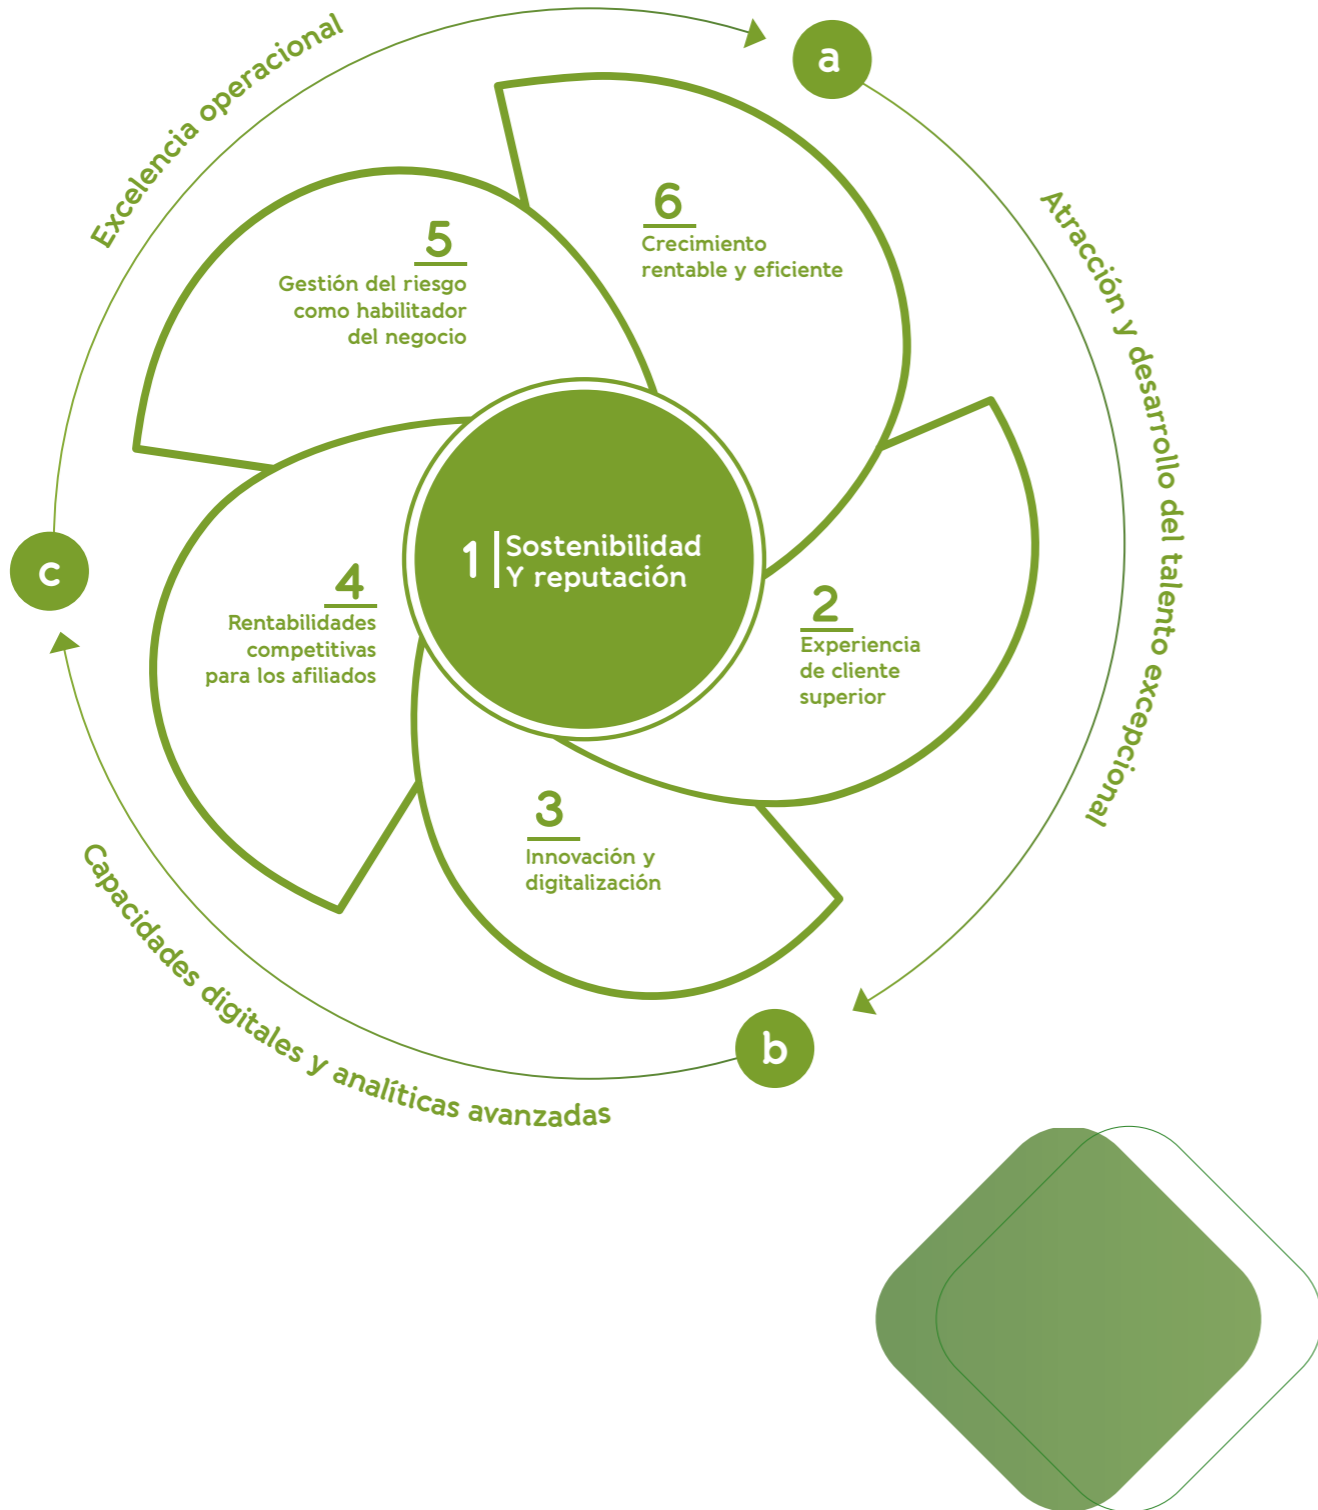 a
Atracción y desarrollo del talento excepcional
b
Capacidades digitales y analíticas avanzadas
c
Excelencia operacional
1
Sostenibilidad
Y reputación
2
Experiencia
de cliente
superior
3
Innovación y
digitalización
4
Rentabilidades
competitivas
para los afiliados
5
Gestión del riesgo
como habilitador
del negocio
6
Crecimiento
rentable y eficiente